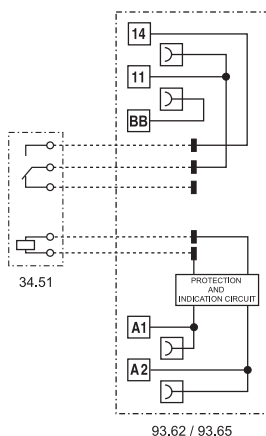 14
11
BB
34.51
PROTECTION
AND
INDICATION CIRCUIT
A1
A2
93.62 / 93.65